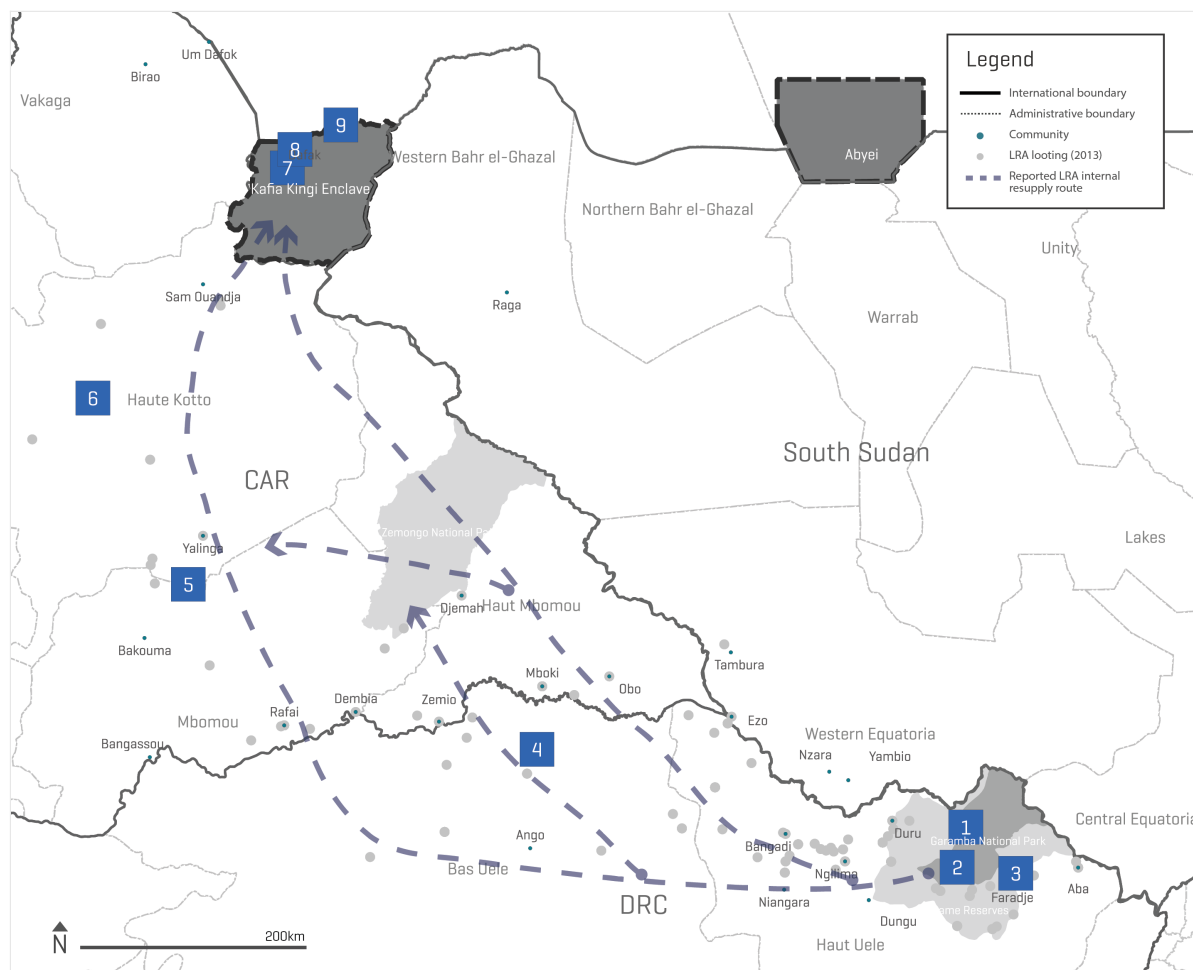 Um Dafok
Birao
Vakaga
Legend
International boundary
Administrative boundary
Community
LRA looting (2013)
Reported LRA internal
resupply route
9
8
7
Western Bahr el-Ghazal
Kafia Kingi Enclave
Abyei
Northern Bahr el-Ghazal
Unity
Sam Ouandja
Raga
Warrab
6
Haute Kotto
South Sudan
CAR
Zemongo National
Lakes
Yalinga
5
Djemah
Haut Mbomou
Bakouma
Tambura
Mboki
Obo
Dembia
Zemio
Rafai
Mbomou
Ezo
Bangassou
4
Western Equatoria
Nzara
Yambio
1
Central Equatoria
Duru
Garamba National Park
Ango
Bangadi
Bas Uele
Ngilima
2
3
Aba
Faradje
Niangara
DRC
Game Reserves
Dungu
N
200km
Haut Uele